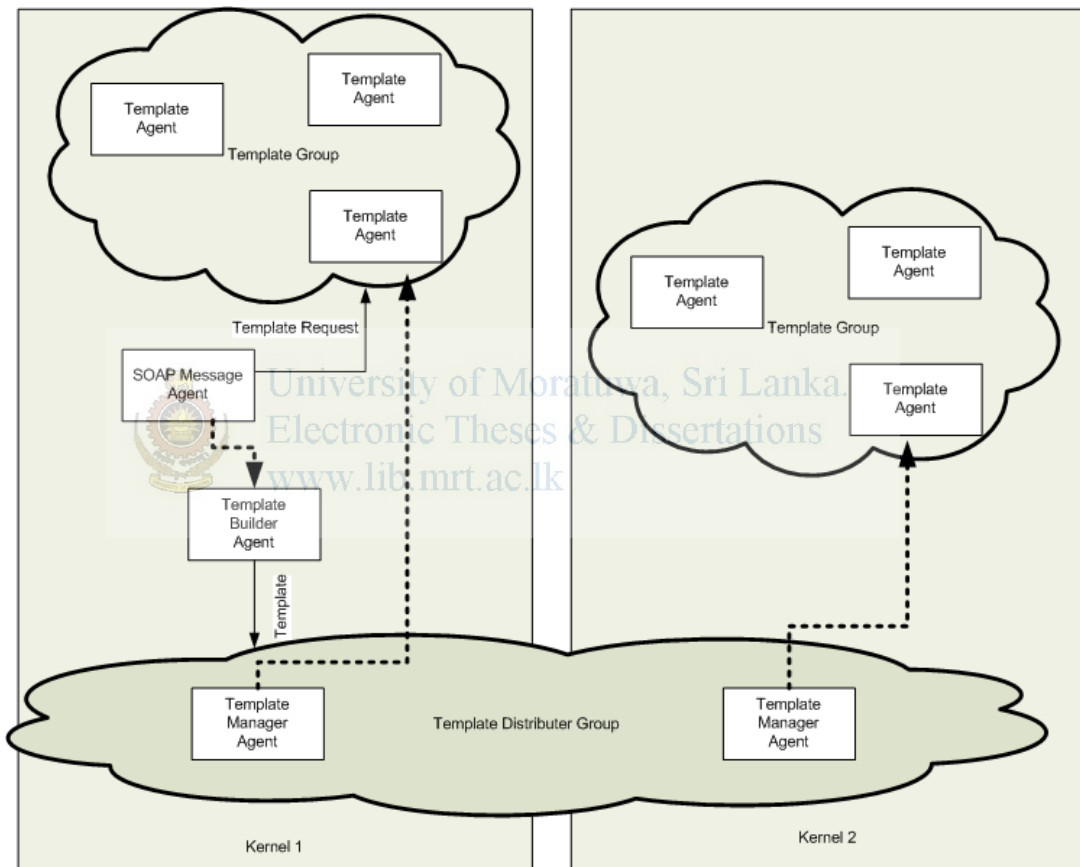 Template
Agent
Template
Agent
Template Group
Template
Agent
Template Request
SOAP Message
Agent
Template
Builder
Agent
Template
Template
Manager
Agent
Template Distributer Group
Kernel 1
Template
Agent
Template
Agent
Template Group
Template
Agent
Template
Manager
Agent
Kernel 2
University of Moratuwa, Sri Lanka.
Electronic Theses & Dissertations
www.lib.mrt.ac.lk